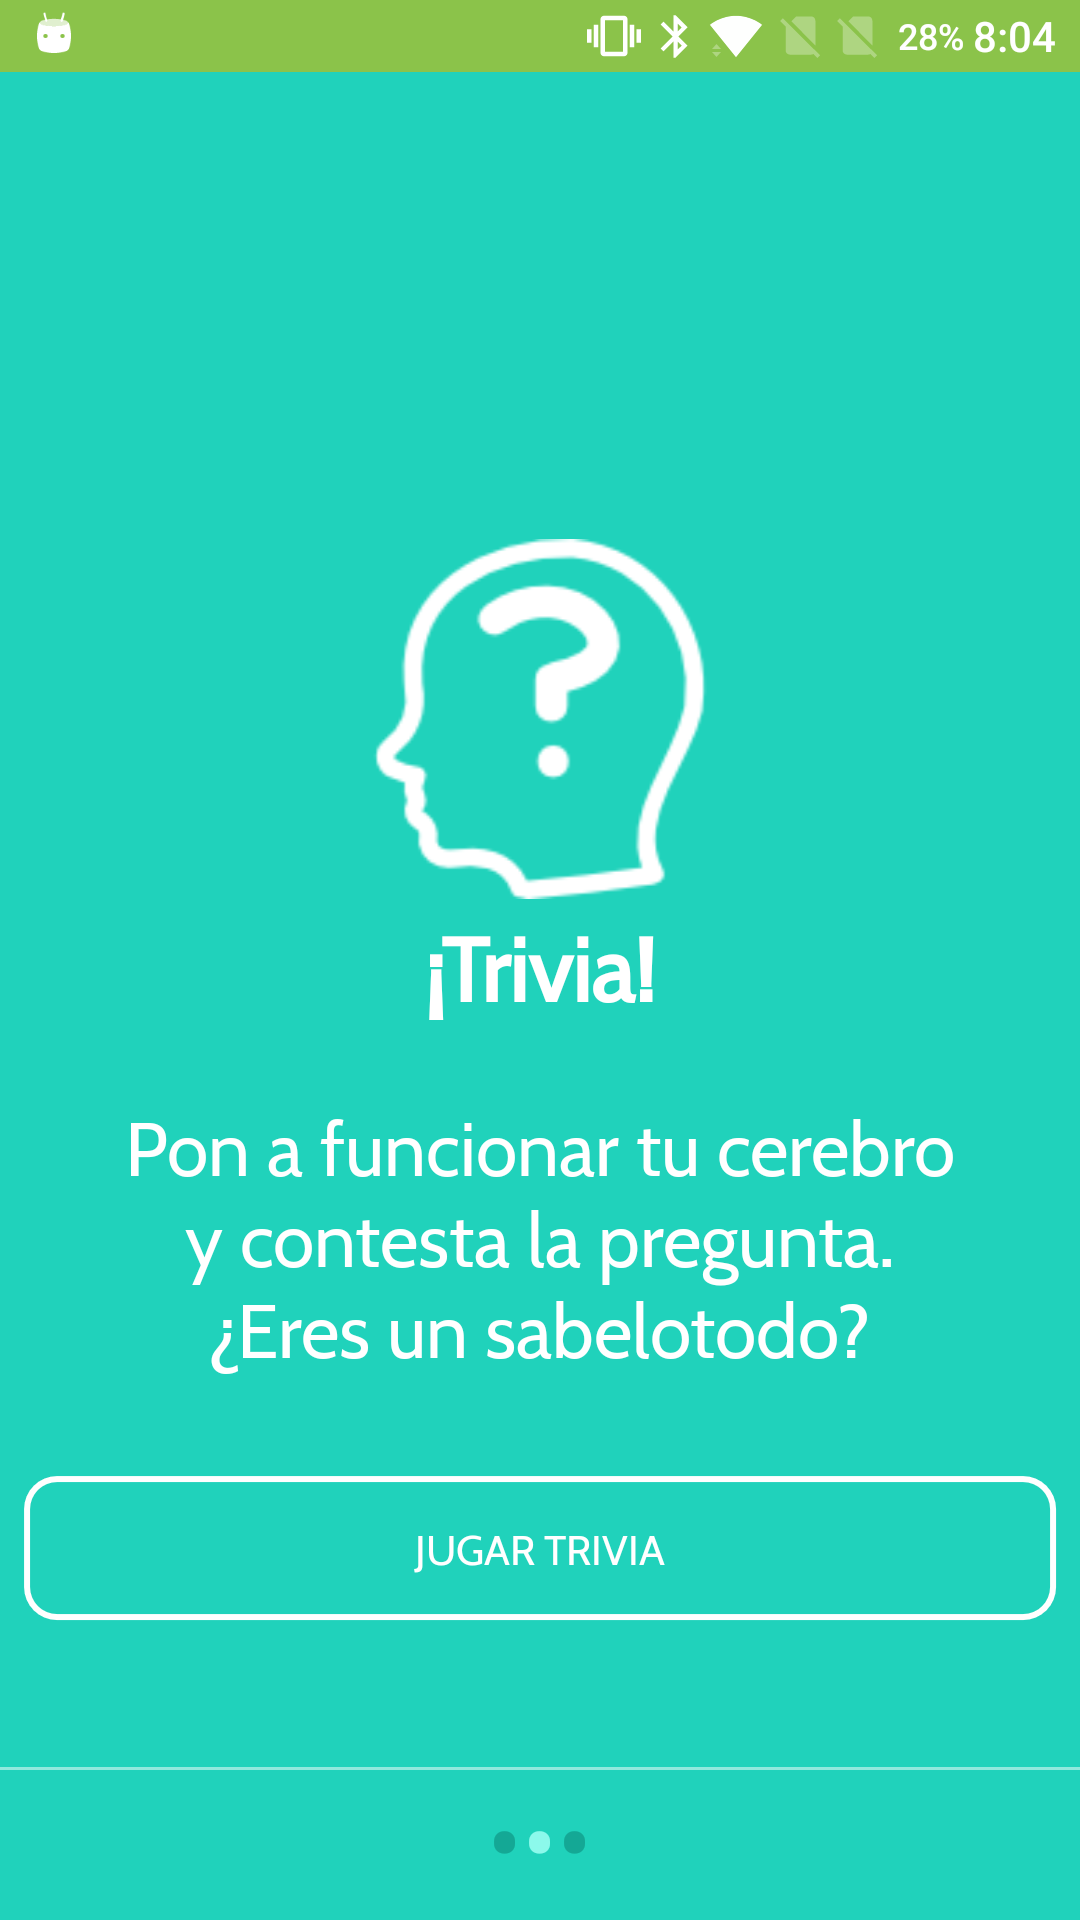 28% 8:04
?
¡Trivia!
Pon a funcionar tu cerebro
y contesta la pregunta.
¿Eres un sabelotodo?
JUGAR TRIVIA